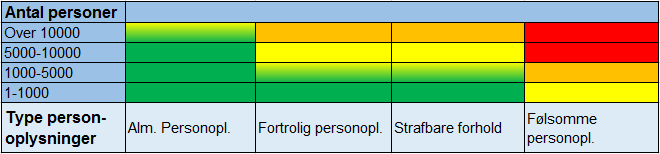 Antal personer
Over 10000
5000-10000
1000-5000
1-1000
Type person-
oplysninger
Alm. Personopl.
Fortrolig personopl.
Strafbare forhold
Følsomme
personopl.